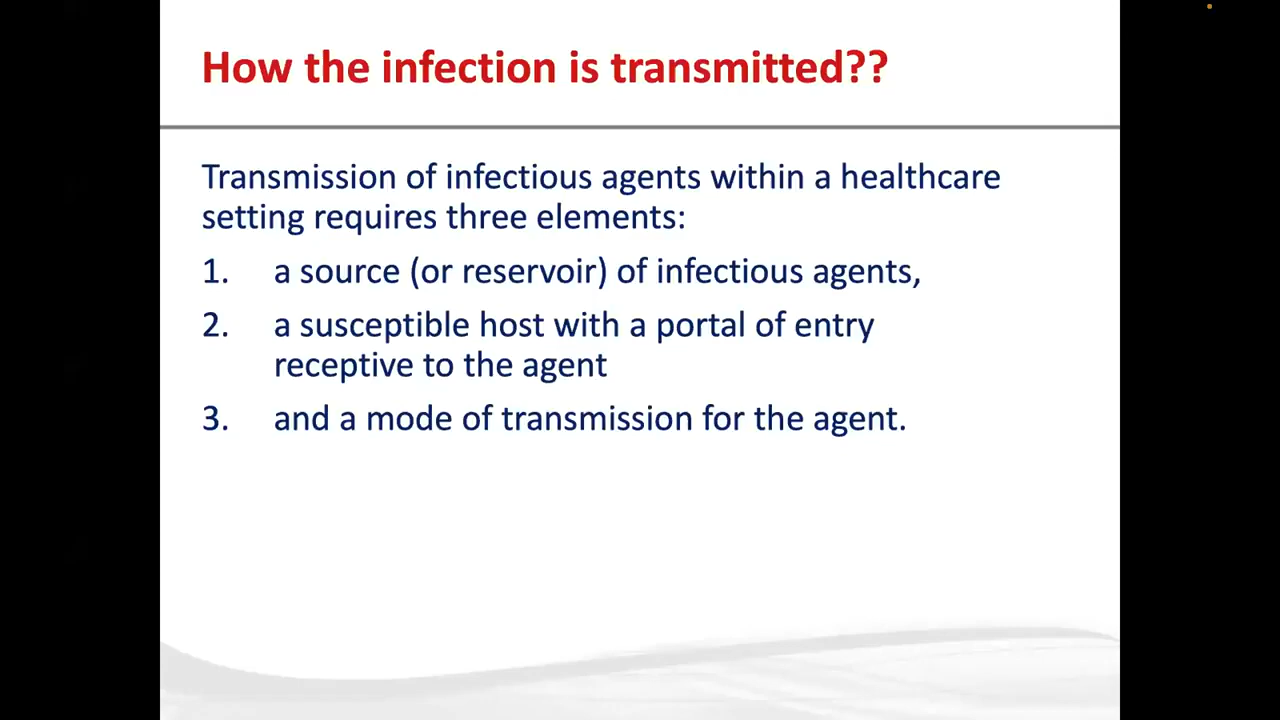 How the infection is transmitted??
Transmission of infectious agents within a healthcare
setting requires three elements:
1. a source (or reservoir) of infectious agents,
2. a susceptible host with a portal of entry
receptive to the agent
3. and a mode of transmission for the agent.